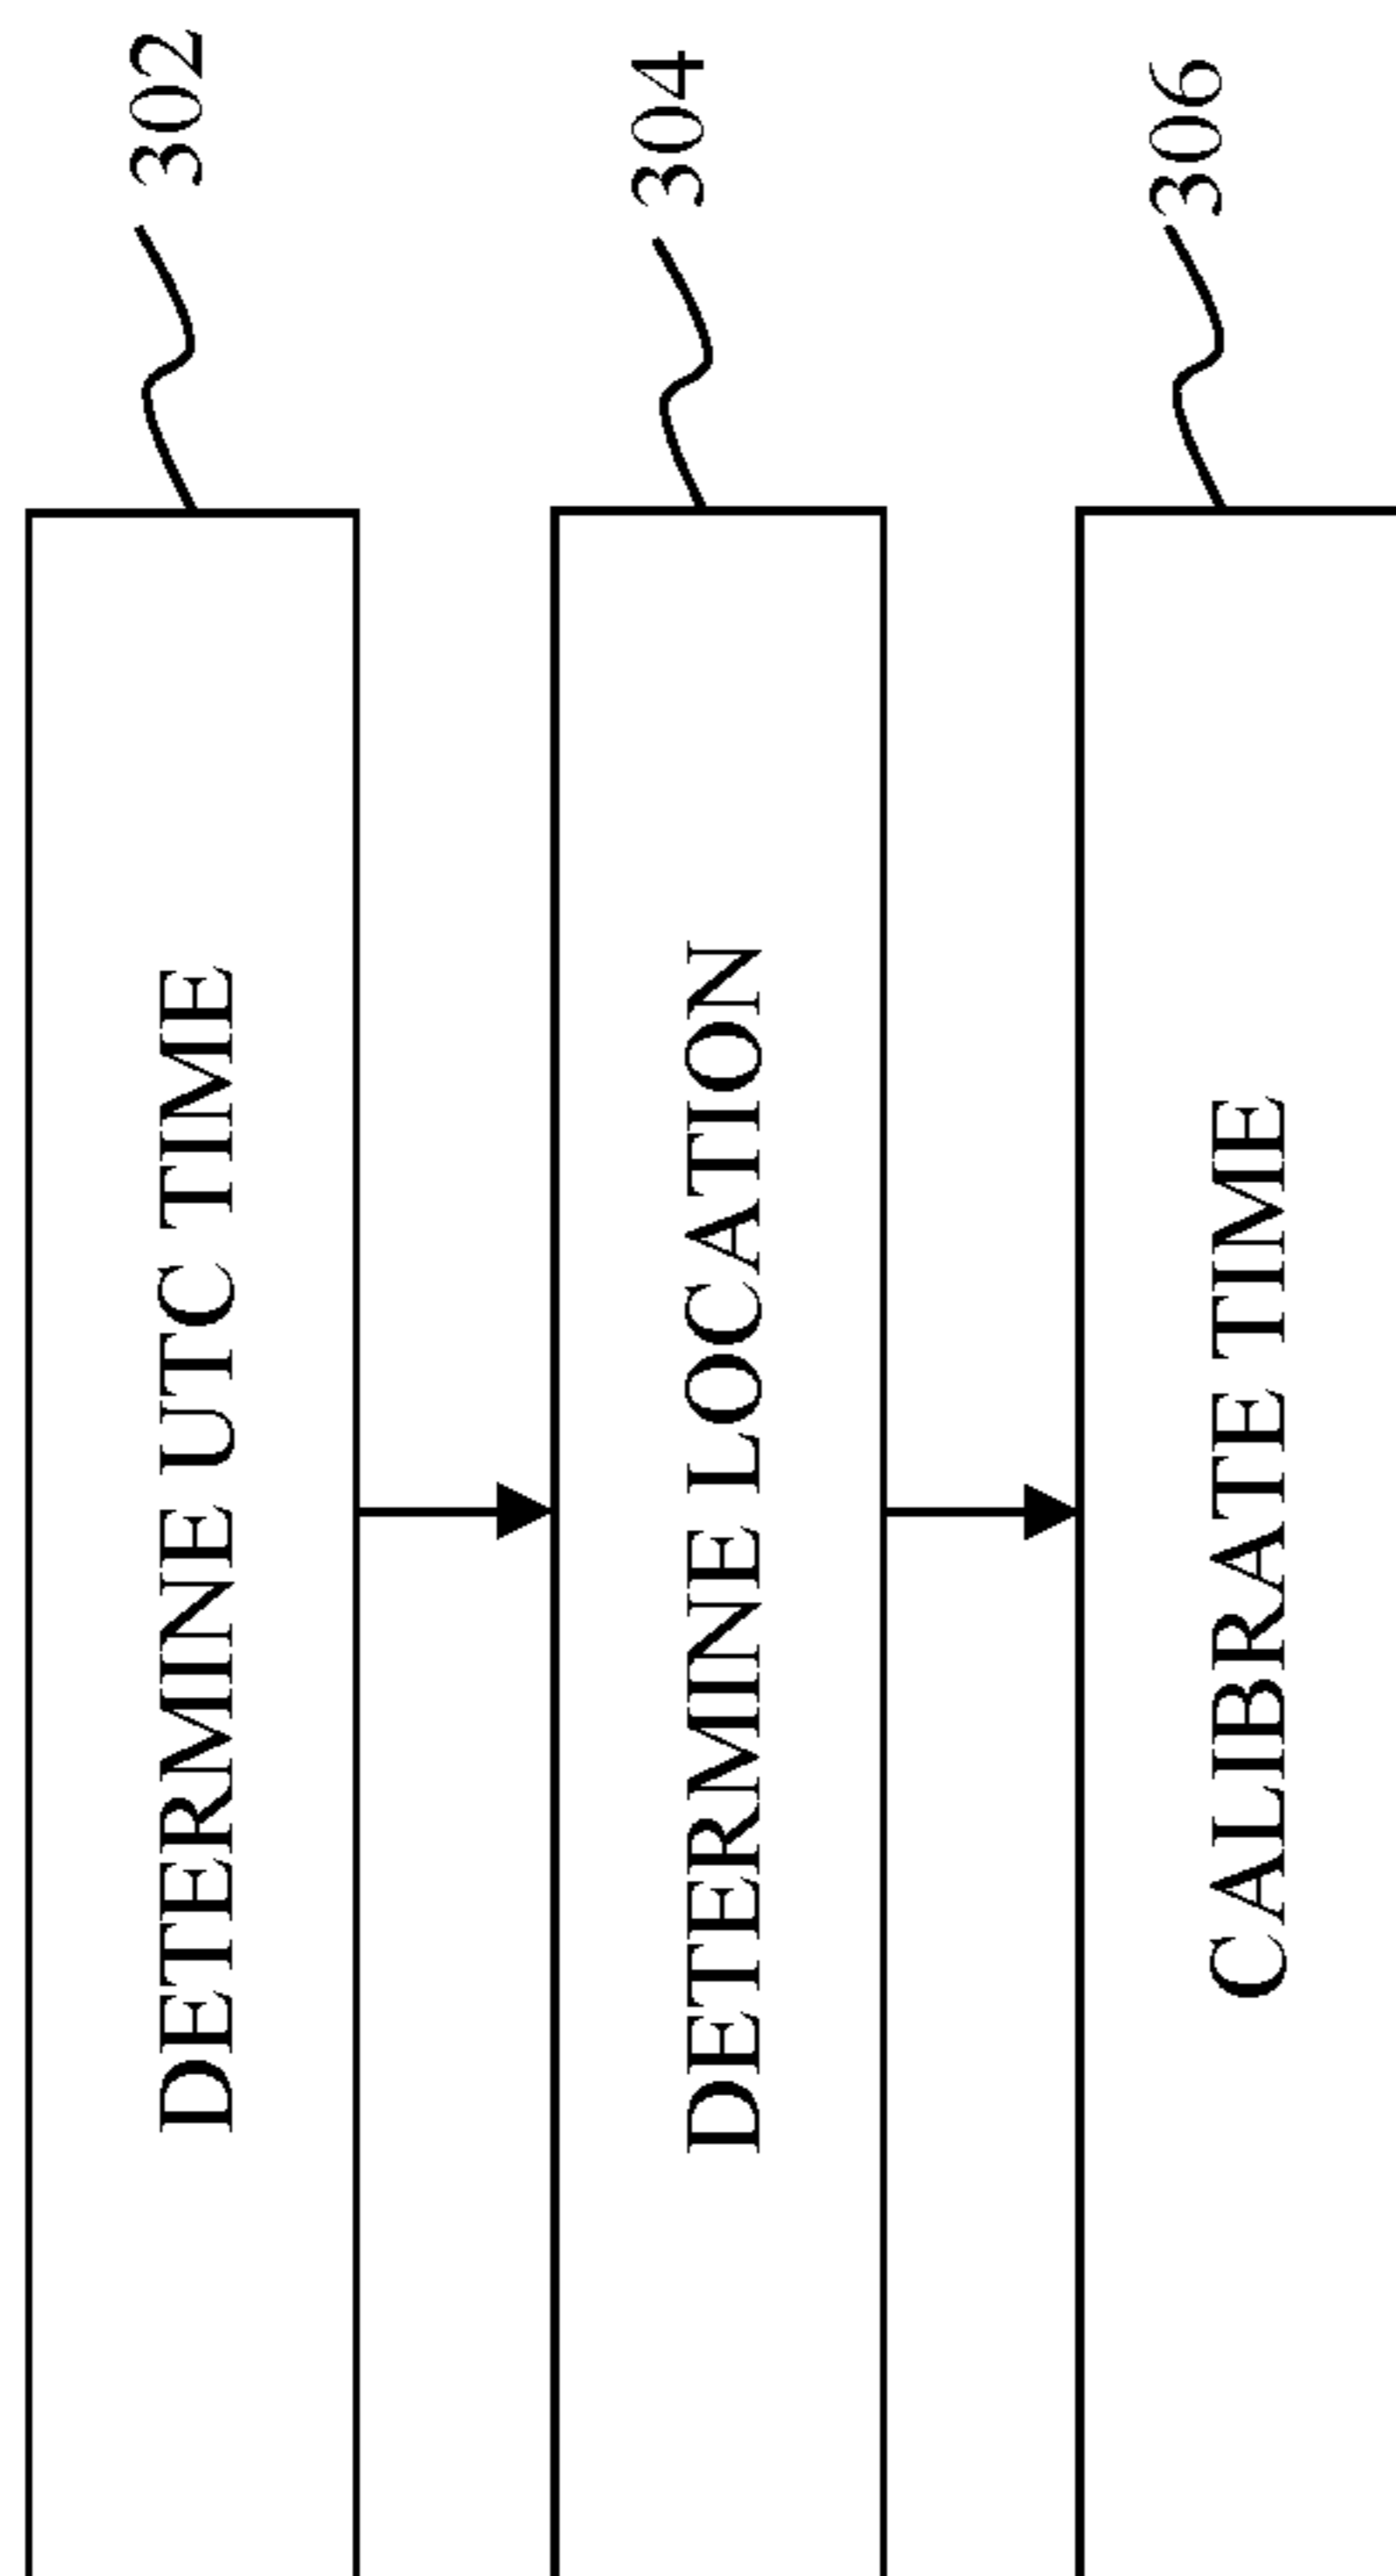 DETERMINE UTC TIME
302
DETERMINE LOCATION
304
CALIBRATE TIME
306